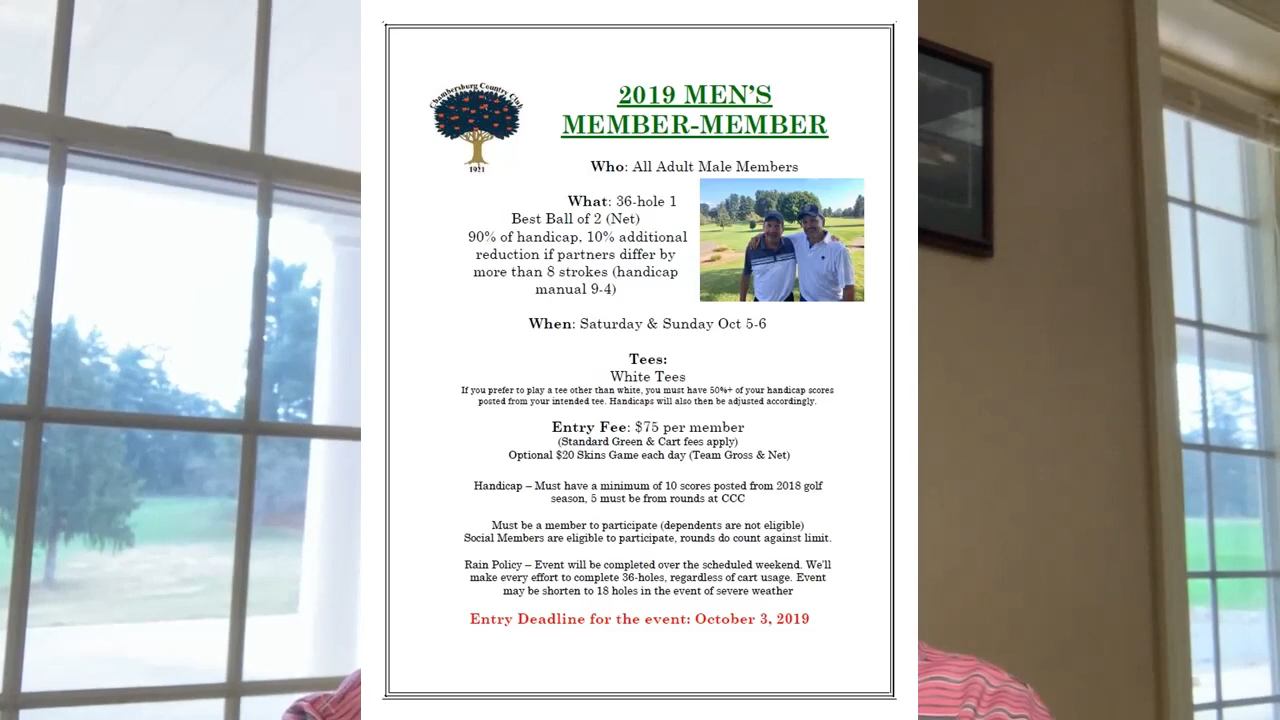 Chambersburg Country Club
1921
2019 MEN'S
MEMBER-MEMBER
Who: All Adult Male Members
What: 36-hole 1
Best Ball of 2 (Net)
90% of handicap, 10% additional
reduction if partners differ by
more than 8 strokes (handicap
manual 9-4)
When: Saturday & Sunday Oct 5-6
Tees:
White Tees
If you prefer to play a tee other than white, you must have 50%+ of your handicap scores
posted from your intended tee. Handicaps will also then be adjusted accordingly.
Entry Fee: $75 per member
(Standard Green & Cart fees apply)
Optional $20 Skins Game each day (Team Gross & Net)
Handicap – Must have a minimum of 10 scores posted from 2018 golf
season, 5 must be from rounds at CCC
Must be a member to participate (dependents are not eligible)
Social Members are eligible to participate, rounds do count against limit.
Rain Policy – Event will be completed over the scheduled weekend. We'll
make every effort to complete 36-holes, regardless of cart usage. Event
may be shorten to 18 holes in the event of severe weather
Entry Deadline for the event: October 3, 2019